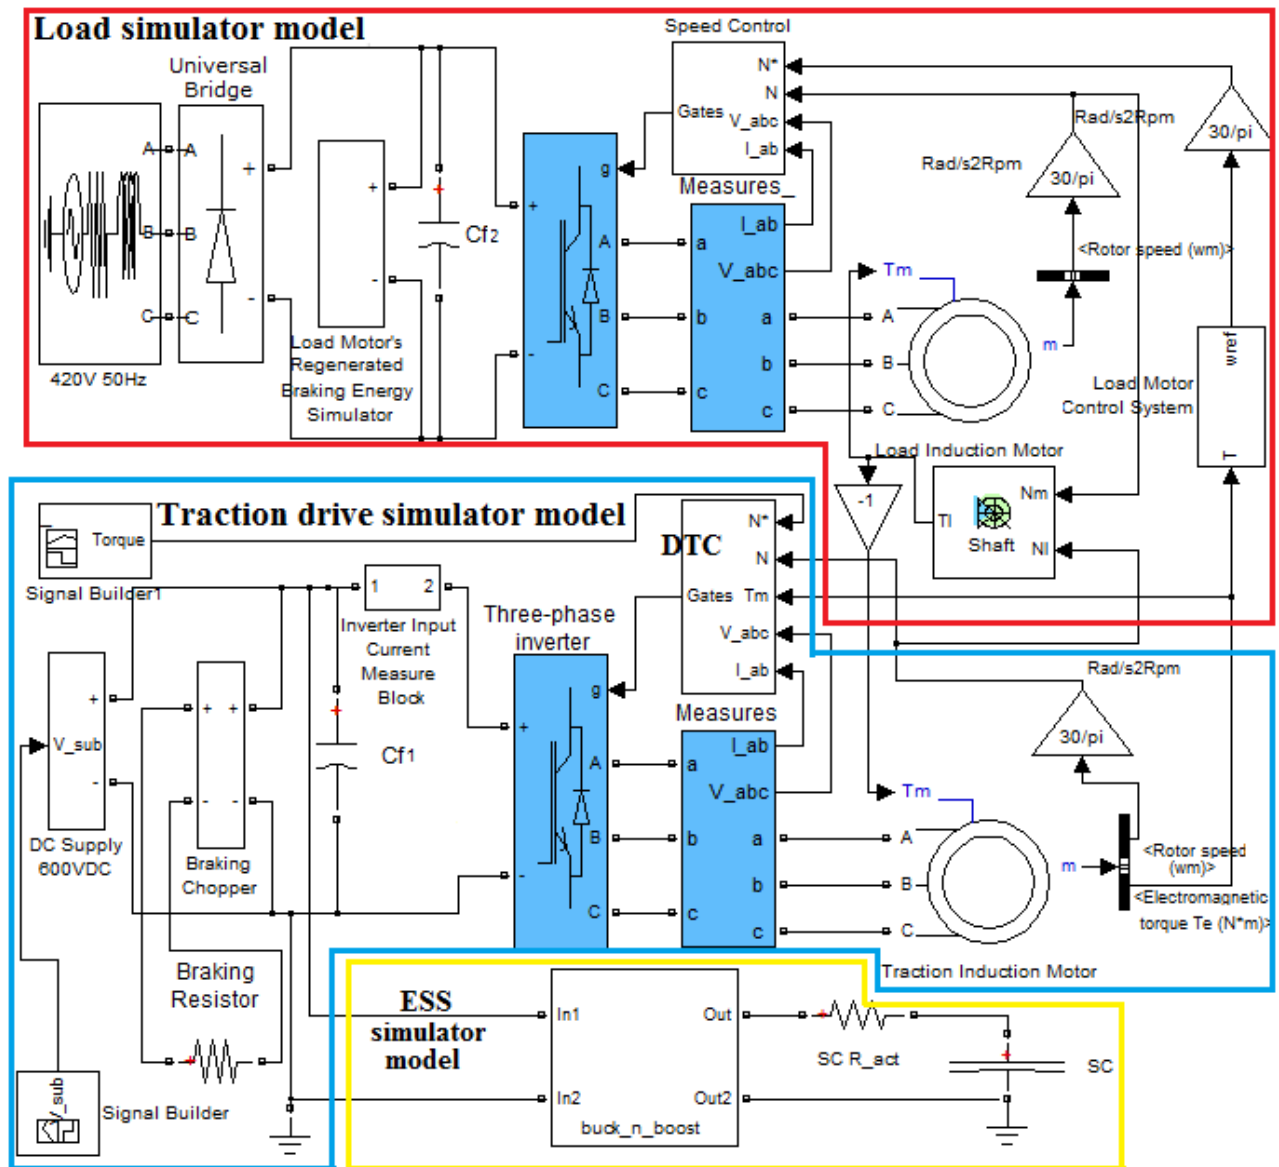 Load simulator model
Speed Control
Universal
Bridge
N*
N
Gates
V_abc
I_ab
Rad/s2Rpm
30/pi
Rad/s2Rpm
30/pi
A
A
B
B
C
C
+
-
420V 50Hz
+
-
Load Motor's
Regenerated
Braking Energy
Simulator
Cf2
g
+
-
A
B
C
Measures_
I_ab
V_abc
a
b
c
a
b
c
Tm
A
B
C
m
<Rotor speed (wm)>
wref
T
Load Motor
Control System
Load Induction Motor
-1
Tl
Nm
Nl
Shaft
Traction drive simulator model
Torque
Signal Builder1
DTC
N*
N
Gates
Tm
V_abc
I_ab
1
2
Inverter Input
Current
Measure
Block
Three-phase
inverter
+
V_sub
-
DC Supply
600VDC
+
+
-
-
Braking
Chopper
Cf1
g
+
-
A
B
C
Measures
I_ab
V_abc
a
b
c
a
b
c
Rad/s2Rpm
30/pi
Tm
A
B
C
m
<Rotor speed
(wm)>
<Electromagnetic
torque Te (N*m)>
Traction Induction Motor
Braking
Resistor
V_sub
Signal Builder
ESS
simulator
model
In1
In2
Out
Out2
buck_n_boost
SC R_act
SC